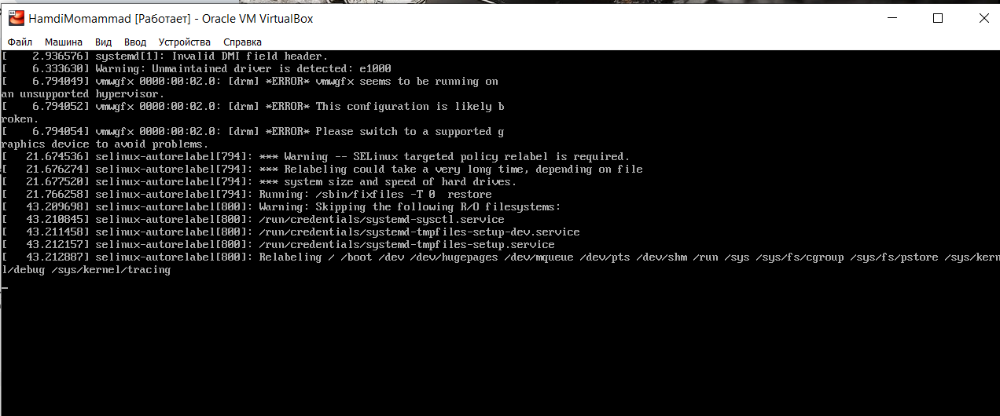 HamdiMomammad [Работает] - Oracle VM VirtualBox
Файл Машина Вид Ввод Устройства Справка
[    2.936576] systemd[1]: Invalid DMI field header.
[    6.333630] Warning: Unmaintained driver is detected: e1000
[    6.794049] vmwgfx 0000:00:02.0: [drm] *ERROR* vmwgfx seems to be running on
an unsupported hypervisor.
[    6.794052] vmwgfx 0000:00:02.0: [drm] *ERROR* This configuration is likely b
roken.
[    6.794054] vmwgfx 0000:00:02.0: [drm] *ERROR* Please switch to a supported g
raphics device to avoid problems.
[   21.674536] selinux-autorelabel[794]: *** Warning -- SELinux targeted policy relabel is required.
[   21.676274] selinux-autorelabel[794]: *** Relabeling could take a very long time, depending on file
[   21.677520] selinux-autorelabel[794]: *** system size and speed of hard drives.
[   21.766258] selinux-autorelabel[794]: Running: /sbin/fixfiles -T 0  restore
[   43.209698] selinux-autorelabel[800]: Warning: Skipping the following R/O filesystems:
[   43.210845] selinux-autorelabel[800]: /run/credentials/systemd-sysctl.service
[   43.211458] selinux-autorelabel[800]: /run/credentials/systemd-tmpfiles-setup-dev.service
[   43.212157] selinux-autorelabel[800]: /run/credentials/systemd-tmpfiles-setup.service
[   43.212887] selinux-autorelabel[800]: Relabeling / /boot /dev /dev/hugepages /dev/mqueue /dev/pts /dev/shm /run /sys /sys/fs/cgroup /sys/fs/pstore /sys/kern
l/debug /sys/kernel/tracing